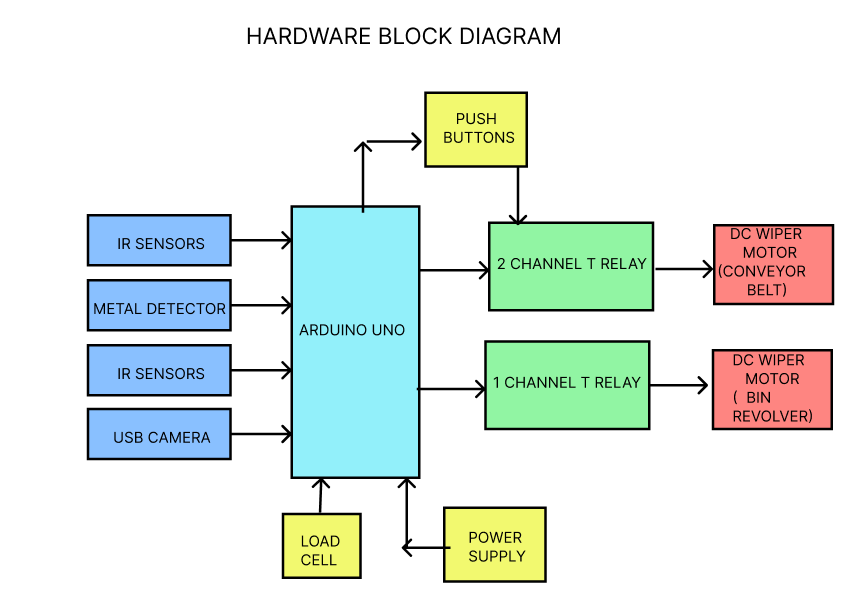 HARDWARE BLOCK DIAGRAM
PUSH
BUTTONS
IR SENSORS
METAL DETECTOR
IR SENSORS
USB CAMERA
ARDUINO UNO
2 CHANNEL T RELAY
1 CHANNEL T RELAY
DC WIPER
MOTOR
(CONVEYOR
BELT)
DC WIPER
MOTOR
( BIN
REVOLVER)
LOAD
CELL
POWER
SUPPLY